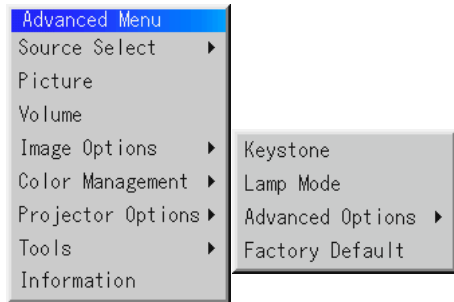 Advanced Menu
Source Select
Picture
Volume
Image Options
Color Management
Projector Options
Tools
Information
Keystone
Lamp Mode
Advanced Options
Factory Default